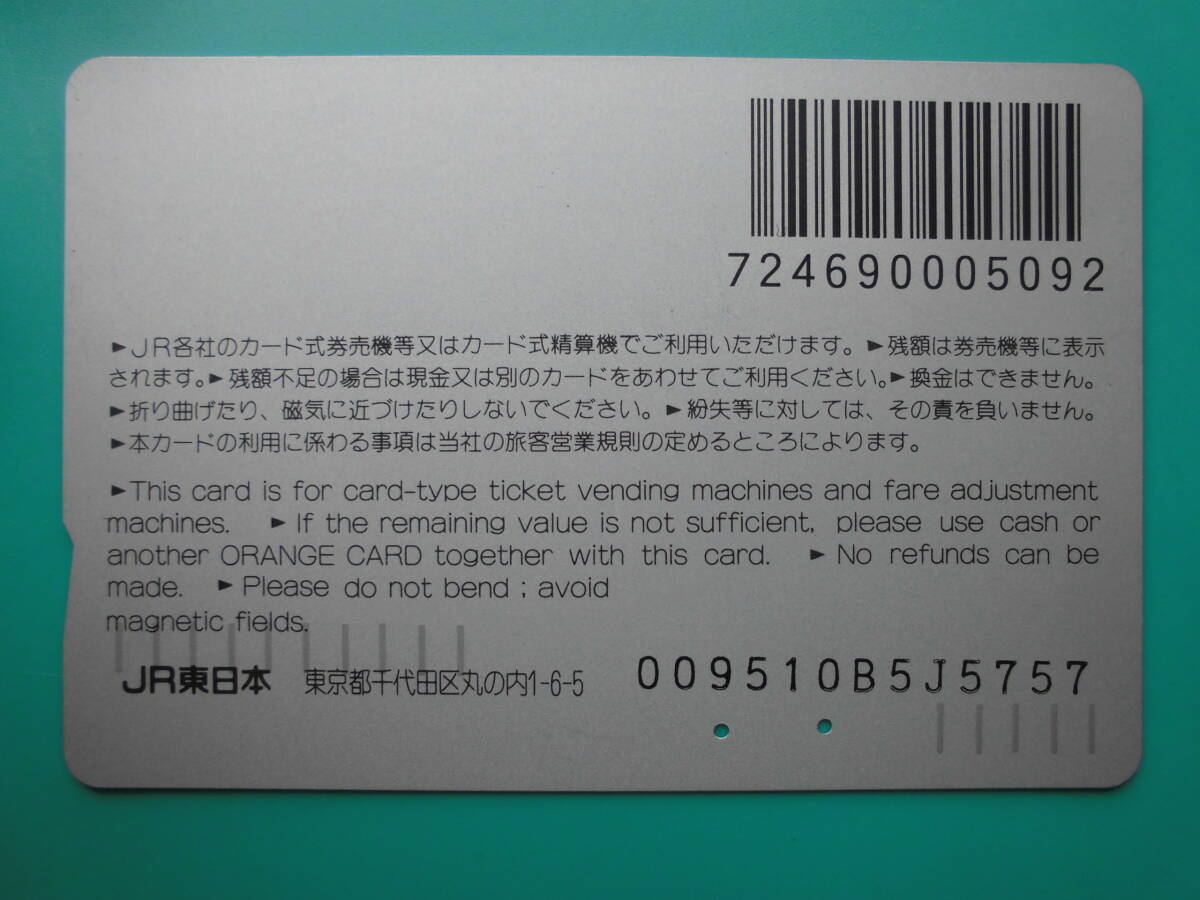 724690005092
►JR各社のカード式券売機等又はカード式精算機でご利用いただけます。►残額は券売機等に表示
されます。►残額不足の場合は現金又は別のカードをあわせてご利用ください。►換金はできません。
►折り曲げたり、磁気に近づけたりしないでください。►紛失等に対しては、その責を負いません。
►本カードの利用に係わる事項は当社の旅客営業規則の定めるところによります。
►This card is for card-type ticket vending machines and fare adjustment
machines. ►If the remaining value is not sufficient, please use cash or
another ORANGE CARD together with this card. ►No refunds can be
made. ►Please do not bend ; avoid
magnetic fields.
JR東日本 東京都千代田区丸の内1-6-5 009510B5J5757